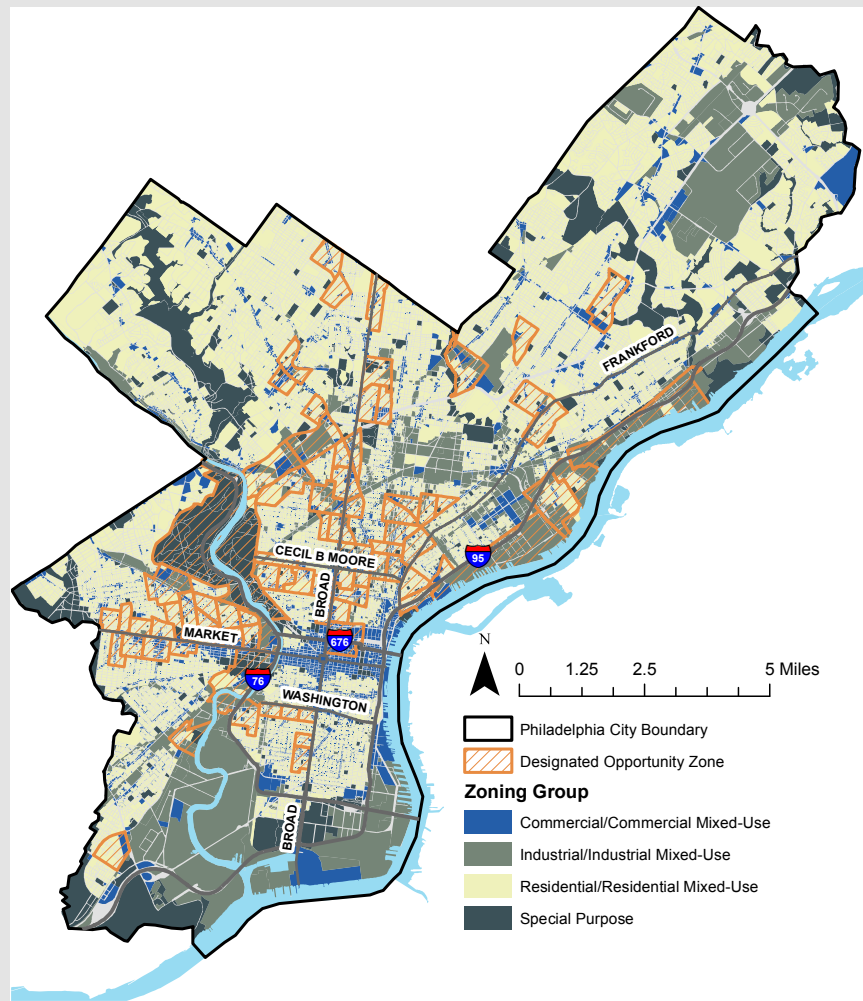 FRANKFORD
CECIL B MOORE
95
BROAD
676
MARKET
76
WASHINGTON
BROAD
N
0 1.25 2.5 5 Miles
Philadelphia City Boundary
Designated Opportunity Zone
Zoning Group
Commercial/Commercial Mixed-Use
Industrial/Industrial Mixed-Use
Residential/Residential Mixed-Use
Special Purpose